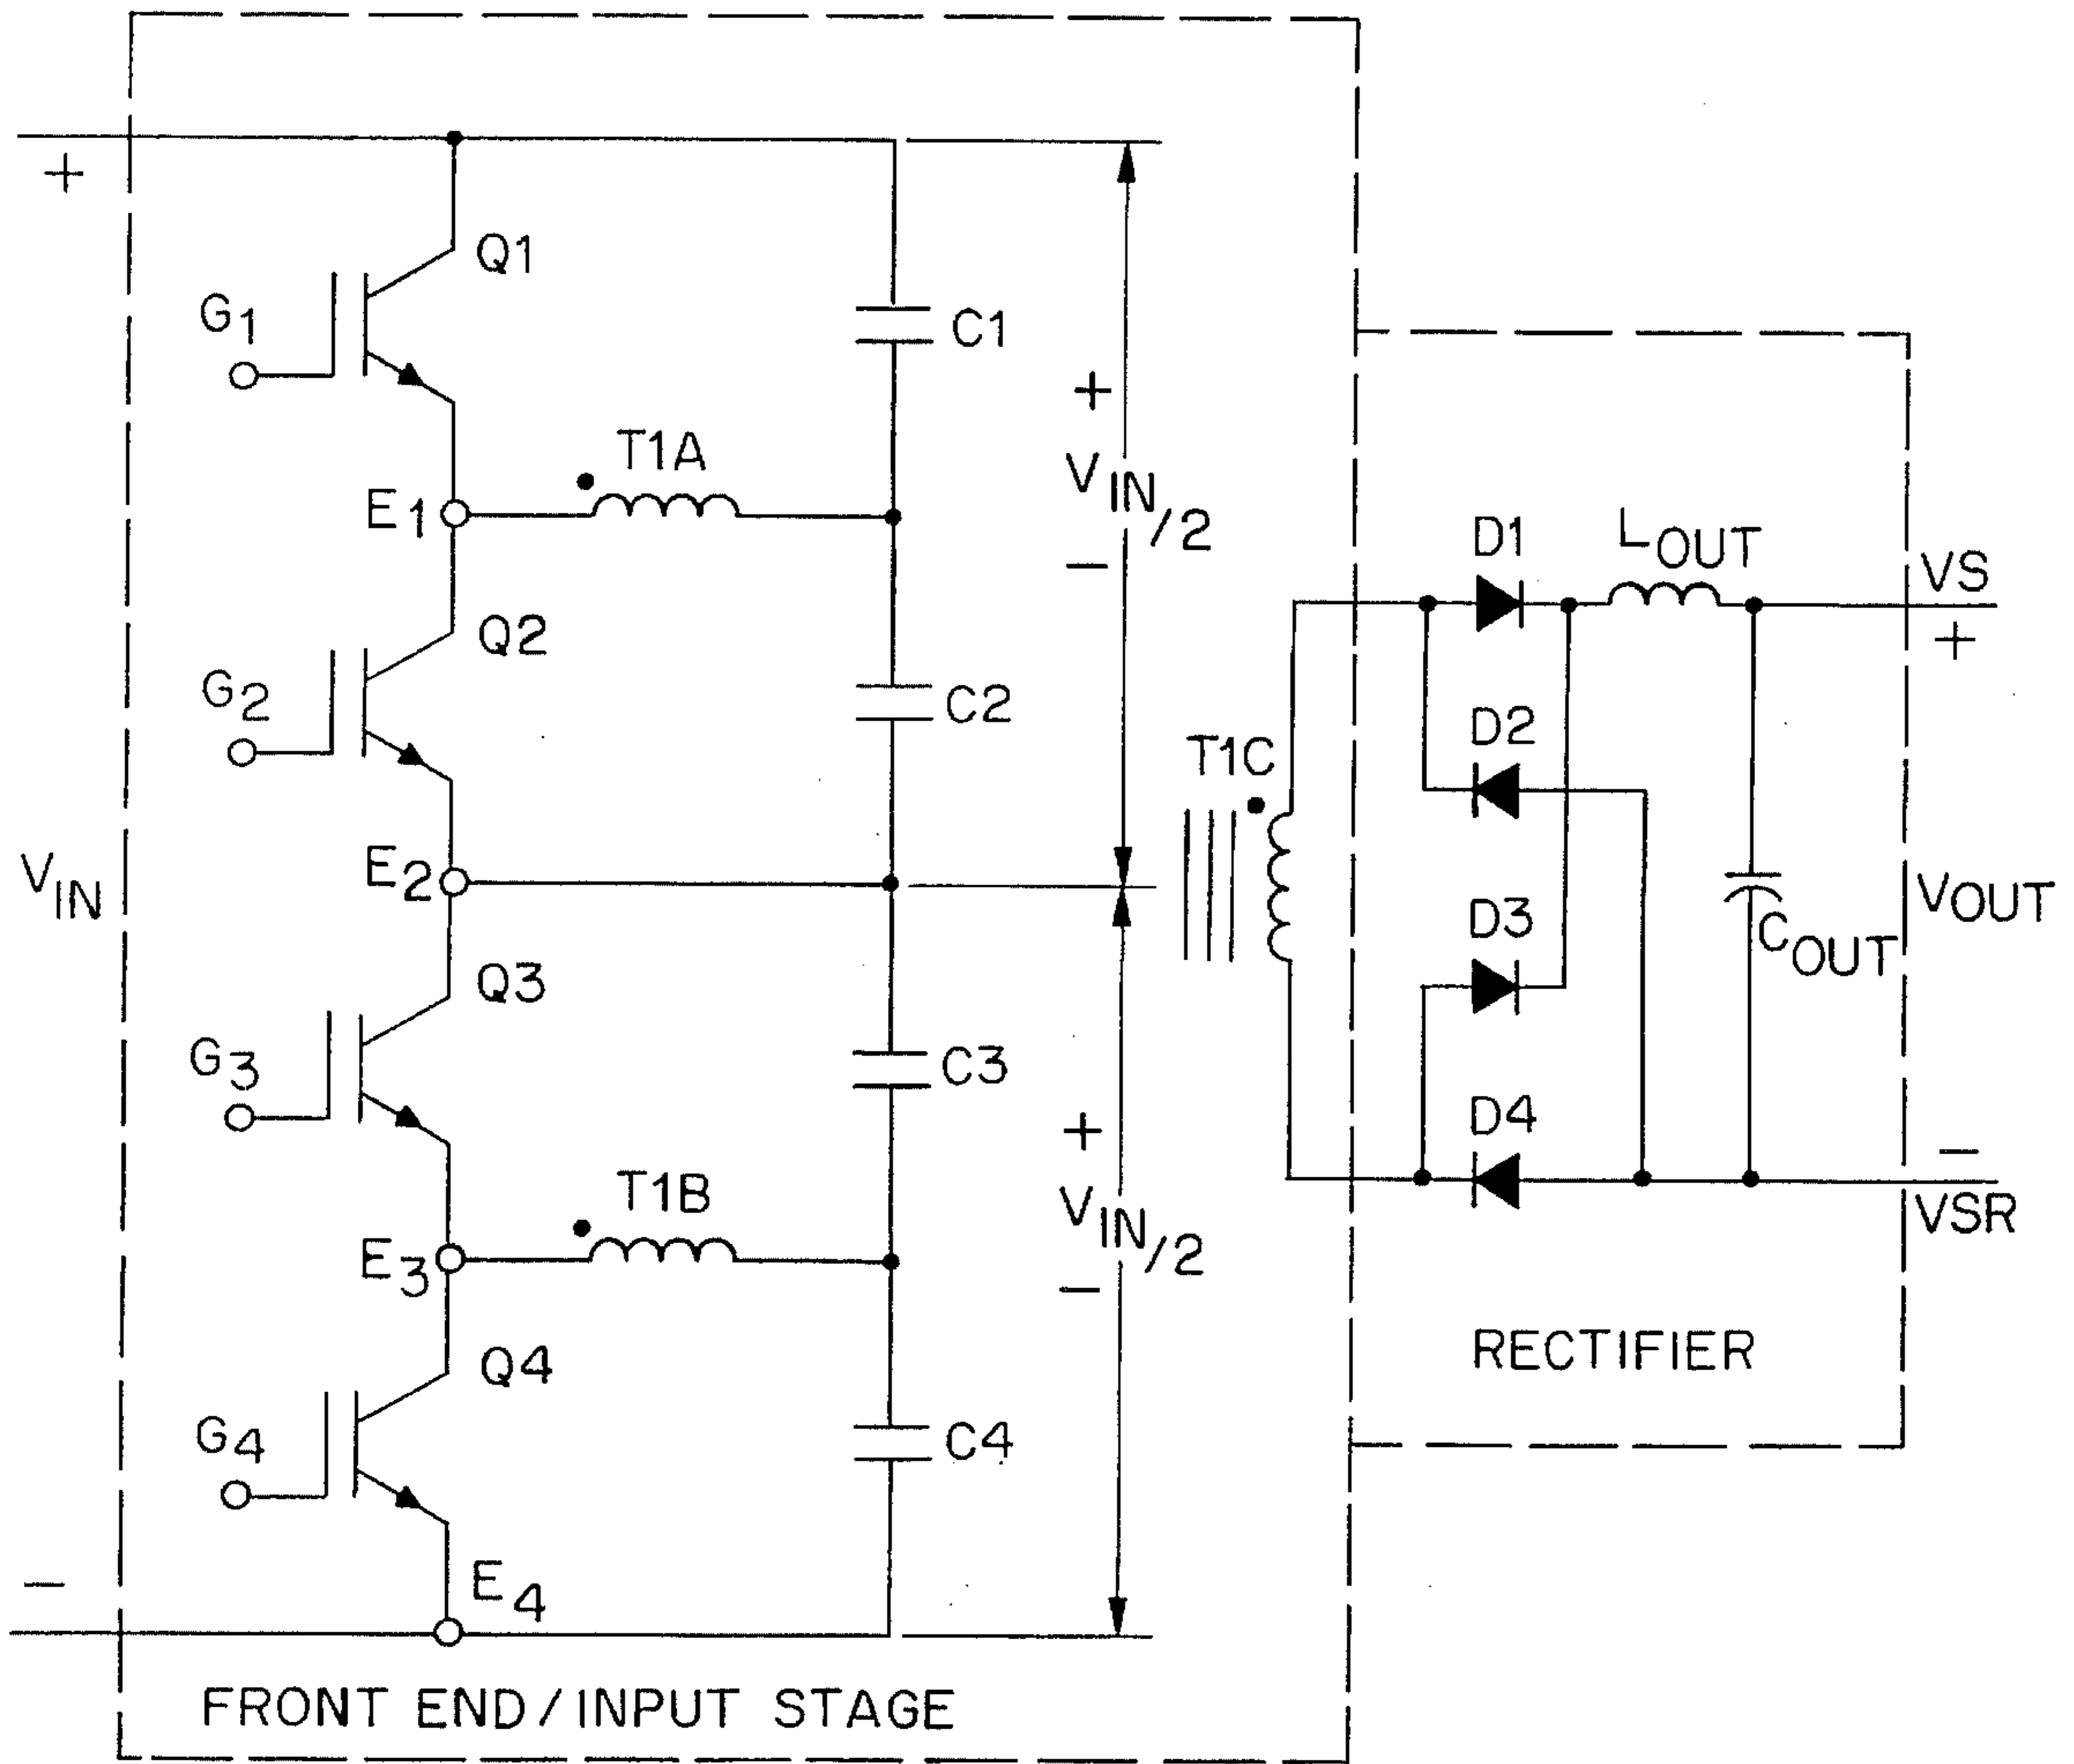 +
Q1
G1
C1
T1A
E1
+
VIN/2
−
D1
LOUT
VS
+
Q2
G2
C2
D2
T1C
E2
VIN
D3
VOUT
COUT
Q3
G3
C3
D4
+
VIN/2
−
T1B
E3
−
VSR
RECTIFIER
Q4
G4
C4
−
E4
FRONT END/INPUT STAGE